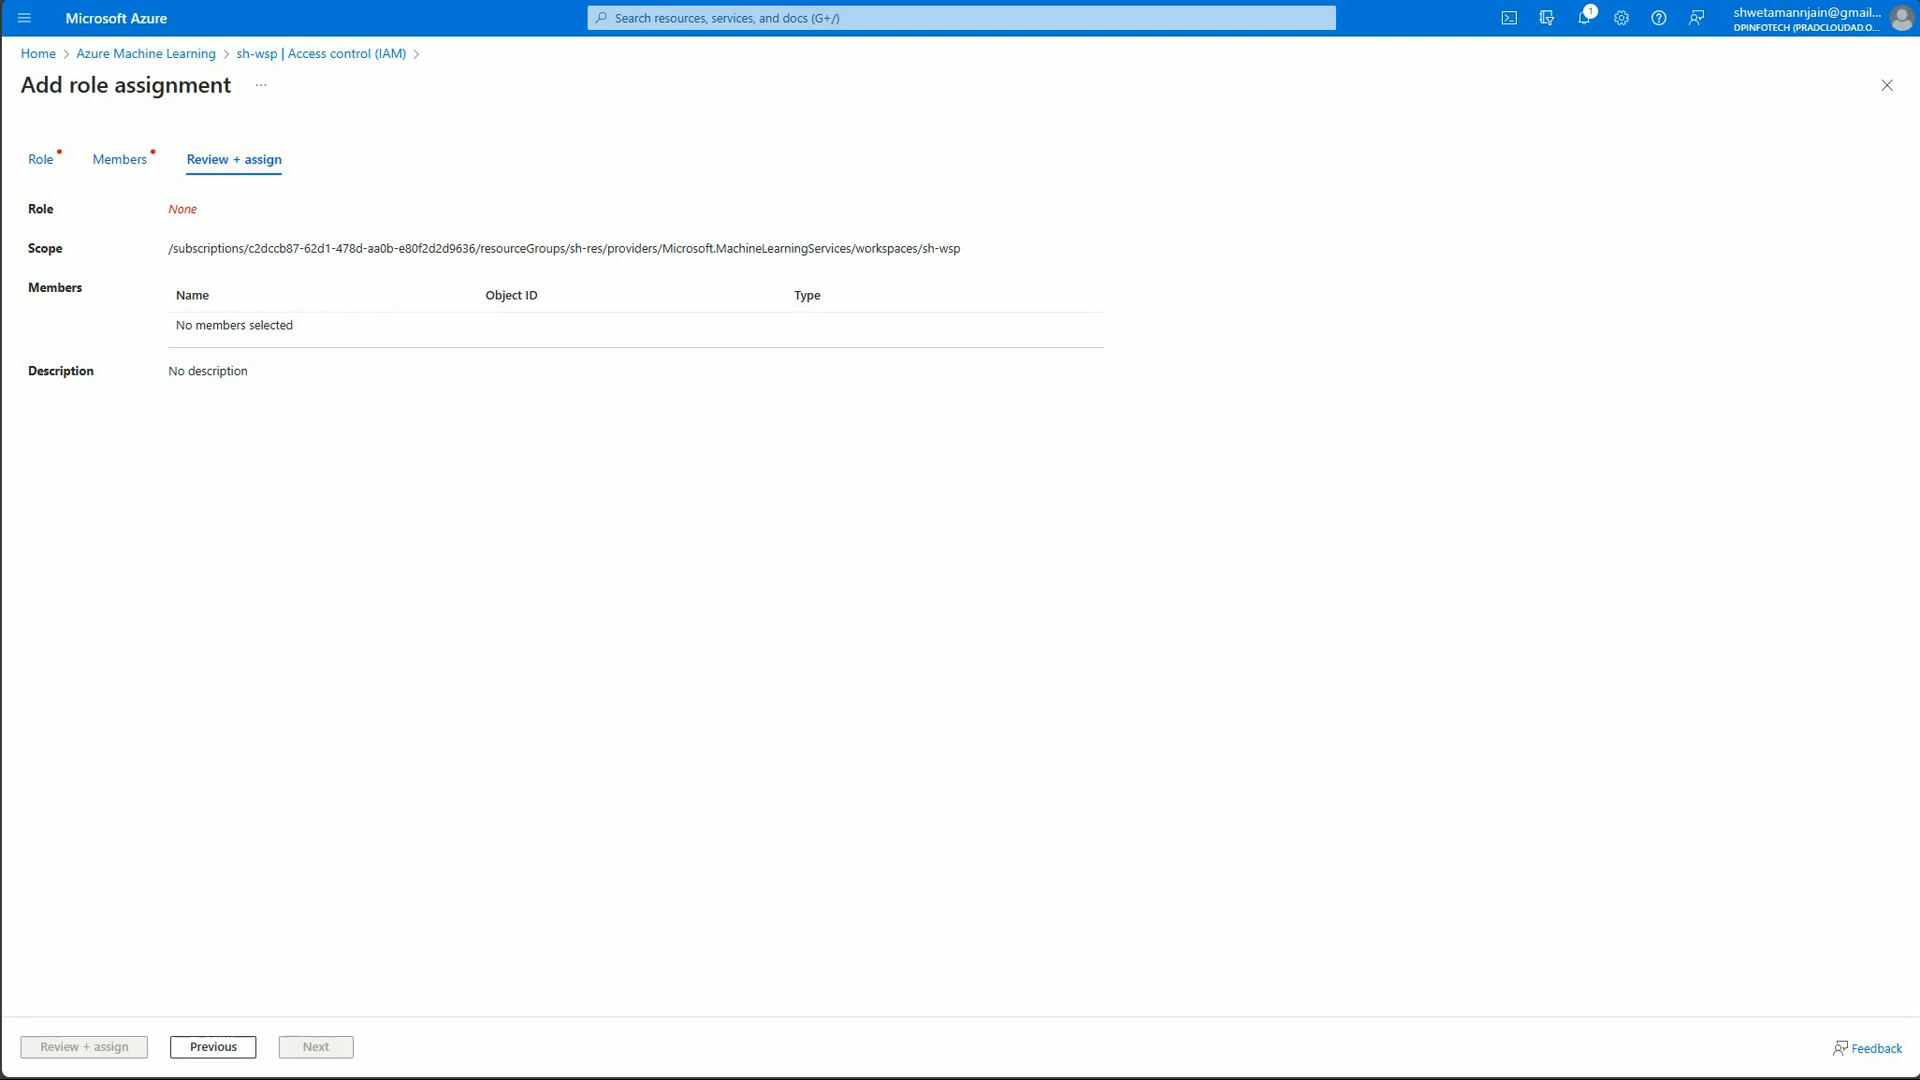 Microsoft Azure
Search resources, services, and docs (G+/)
1
shwetamannjain@gmail...
DPINFOTECH (PRADCLOUDAD.O...
Home > Azure Machine Learning > sh-wsp | Access control (IAM) >
Add role assignment ...
Role Members Review + assign
Role None
Scope /subscriptions/c2dccb87-62d1-478d-aa0b-e80f2d2d9636/resourceGroups/sh-res/providers/Microsoft.MachineLearningServices/workspaces/sh-wsp
Members
Name Object ID Type
No members selected
Description No description
Review + assign Previous Next
Feedback